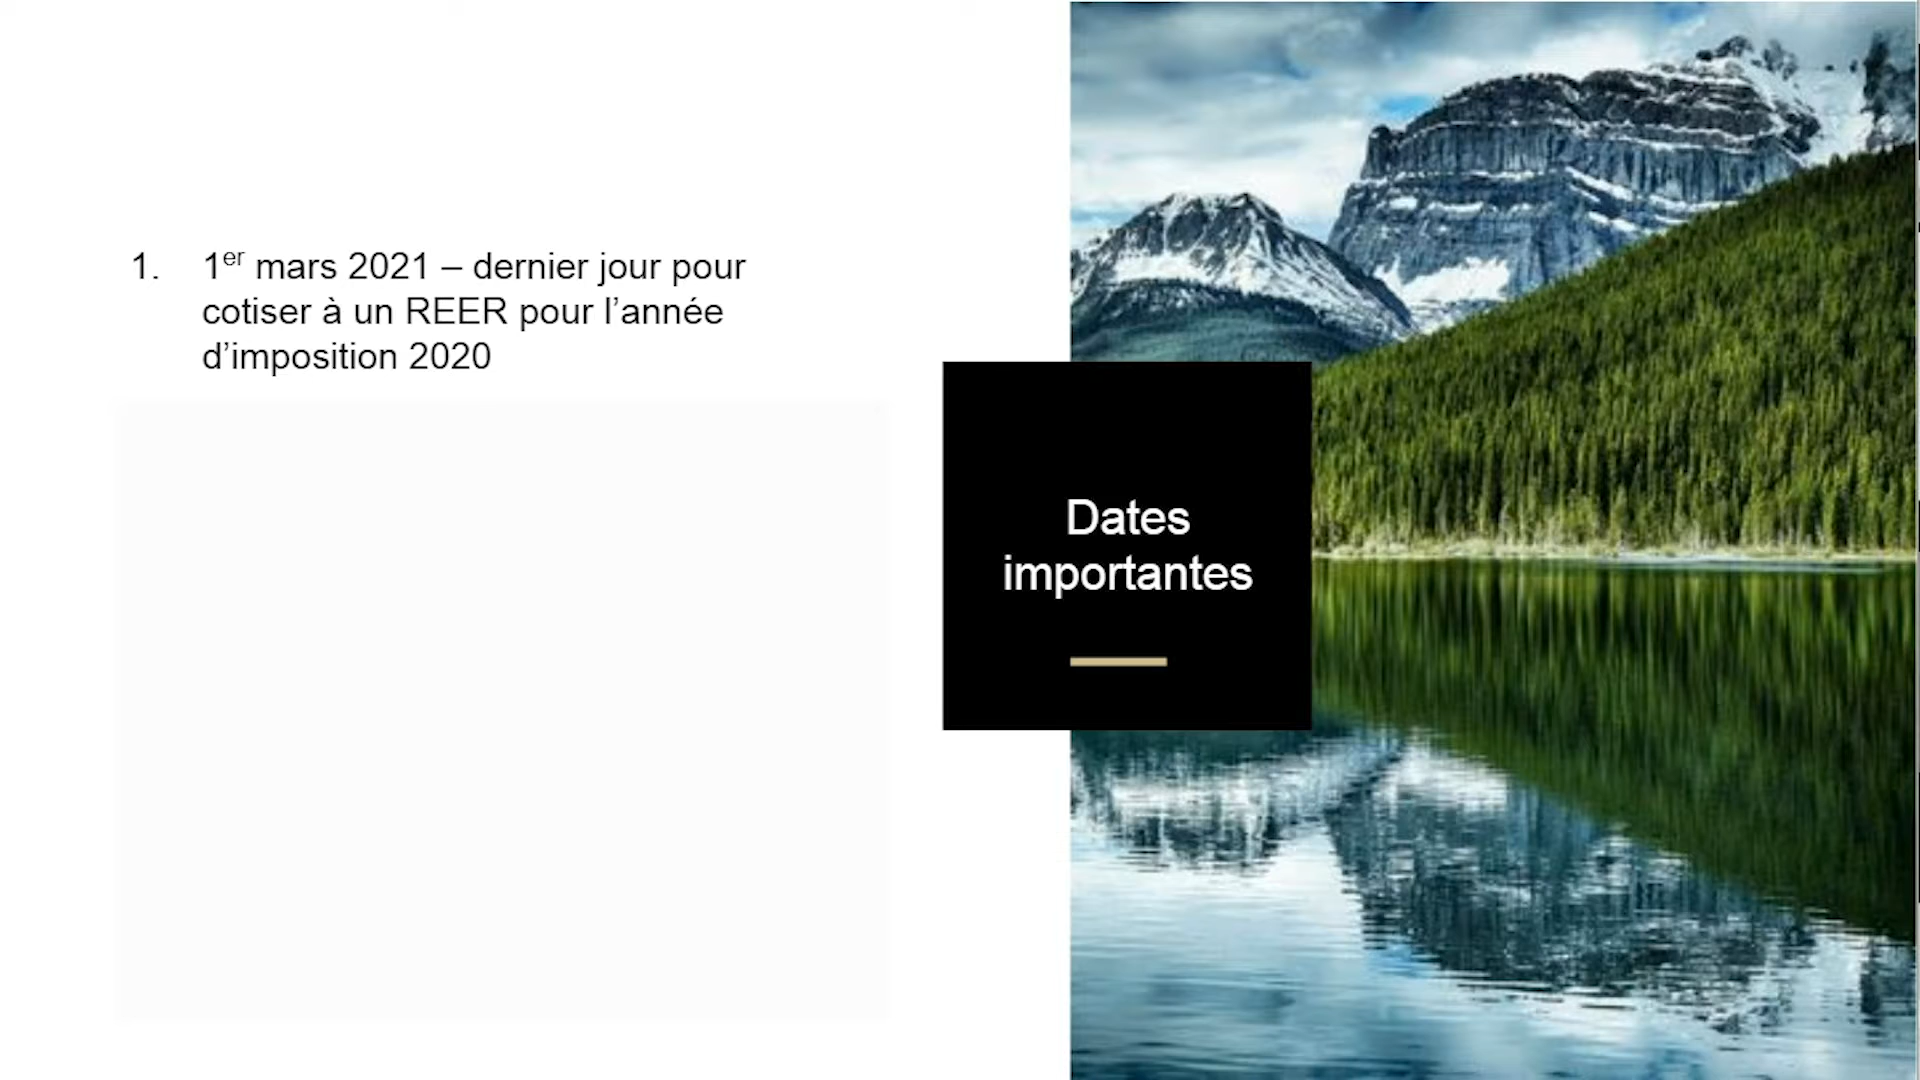 1. 1er mars 2021 – dernier jour pour
cotiser à un REER pour l’année
d’imposition 2020
Dates
importantes